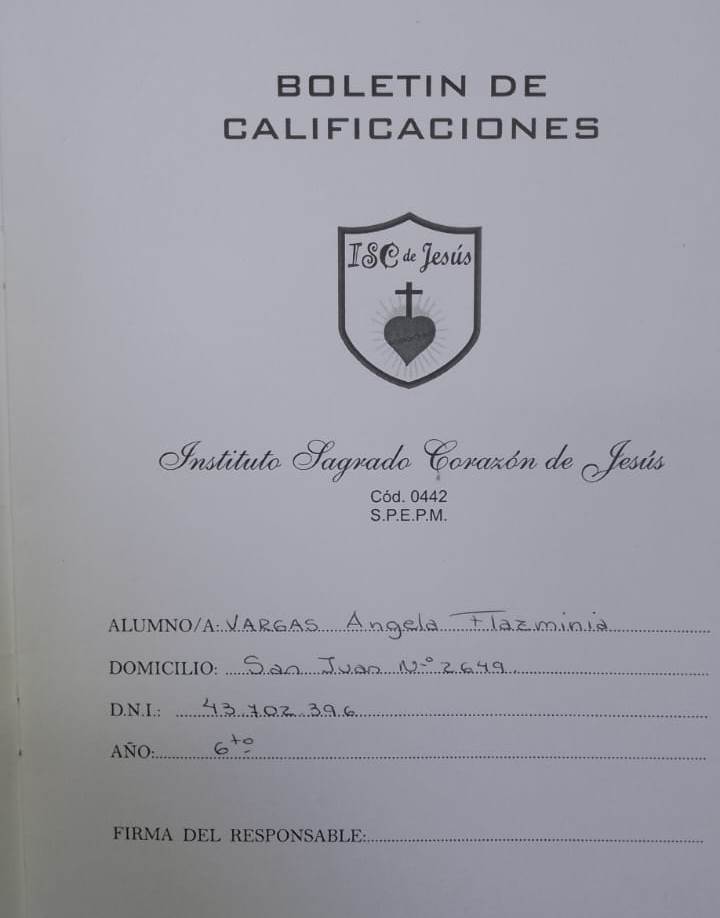 BOLETIN DE
CALIFICACIONES
ISC de Jesús
Instituto Sagrado Corazón de Jesús
Cód. 0442
S.P.E.P.M.
ALUMNO/A: VARGAS Angela Flazminia
DOMICILIO: San Juan N-º 2649.
D.N.I.: 43.702.396
AÑO: 6to
FIRMA DEL RESPONSABLE: